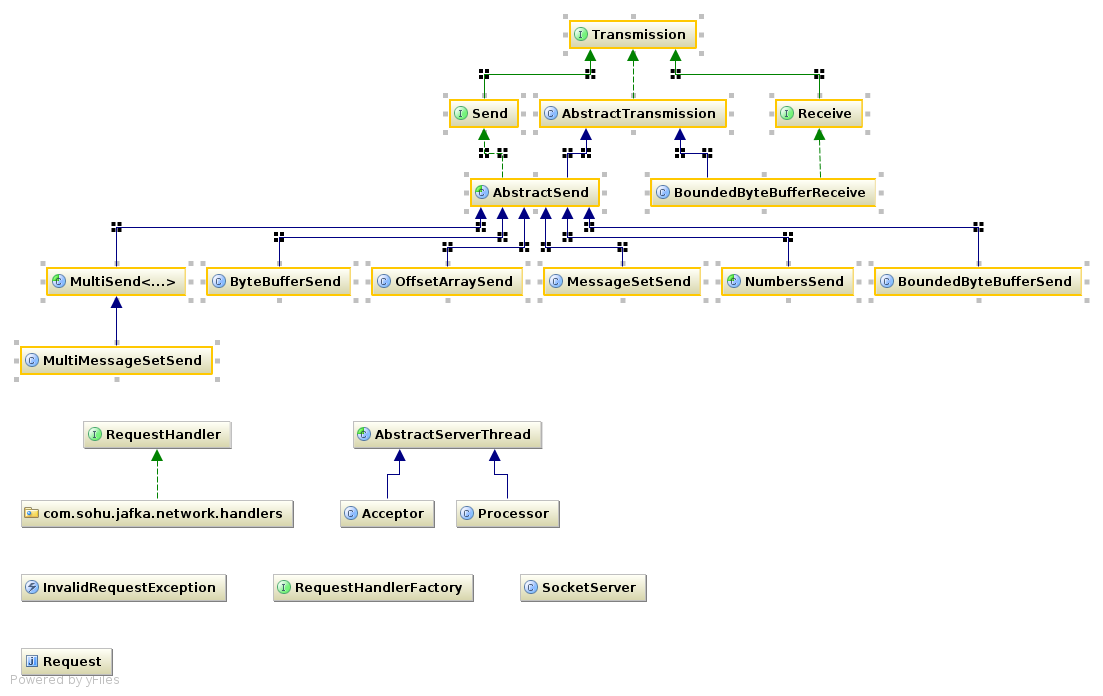 Transmission
Send
AbstractTransmission
Receive
AbstractSend
BoundedByteBufferReceive
MultiSend<...>
ByteBufferSend
OffsetArraySend
MessageSetSend
NumbersSend
BoundedByteBufferSend
MultiMessageSetSend
RequestHandler
AbstractServerThread
com.sohu.jafka.network.handlers
Acceptor
Processor
InvalidRequestException
RequestHandlerFactory
SocketServer
Request
Powered by yFiles